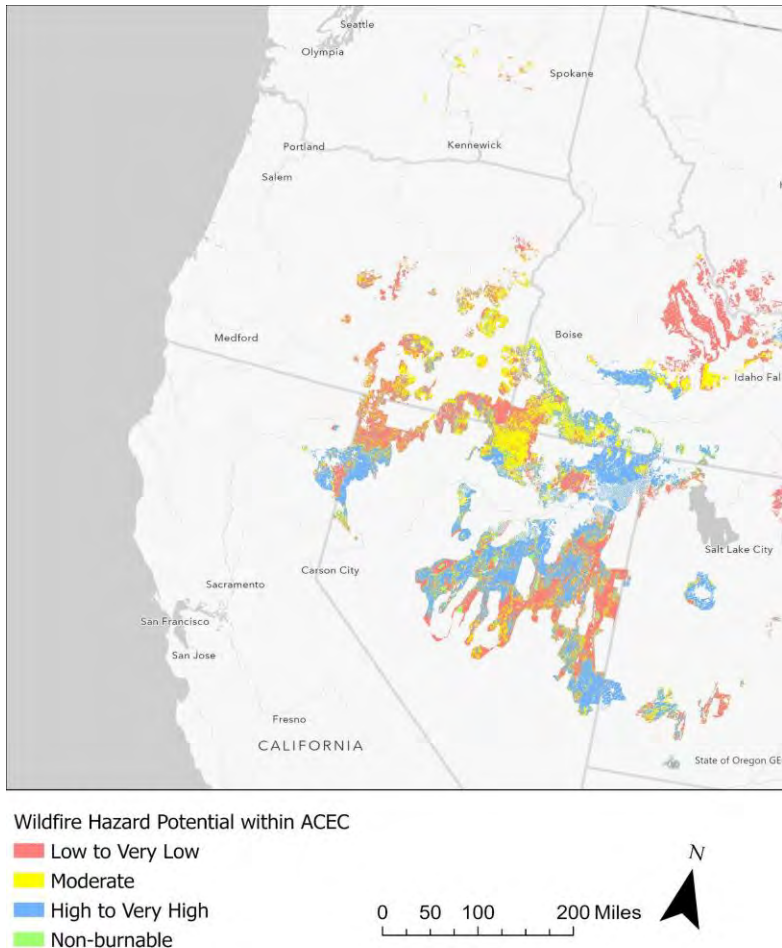 Seattle
Olympia
Spokane
Portland
Kennewick
Salem
Medford
Boise
Idaho Fal
Salt Lake City
Carson City
Sacramento
San Francisco
San Jose
Fresno
CALIFORNIA
State of Oregon GE
Wildfire Hazard Potential within ACEC
Low to Very Low
Moderate
High to Very High
Non-burnable
0 50 100 200 Miles
N